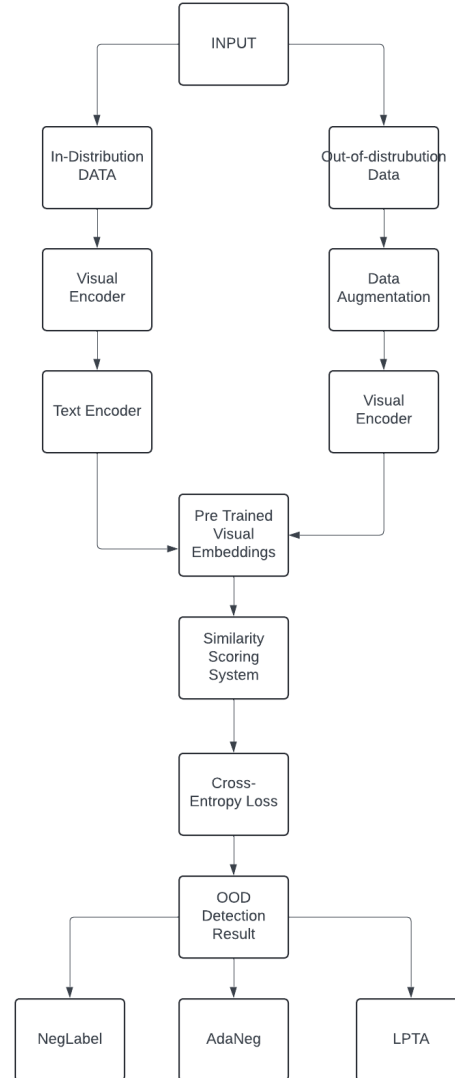 INPUT
In-Distribution
DATA
Out-of-distrubution
Data
Visual
Encoder
Data
Augmentation
Text Encoder
Visual
Encoder
Pre Trained
Visual
Embeddings
Similarity
Scoring
System
Cross-
Entropy Loss
OOD
Detection
Result
NegLabel
AdaNeg
LPTA